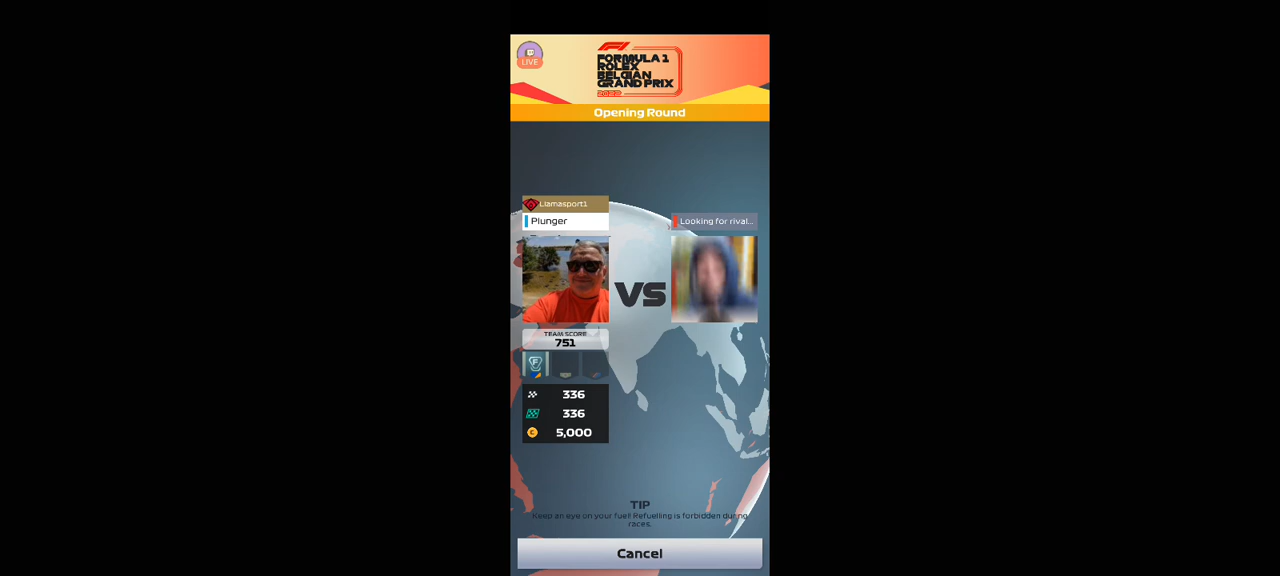 LIVE
FORMULA 1
ROLEX
BELGIAN
GRAND PRIX
2022
Opening Round
Llamasport1
Plunger
Looking for rival...
VS
TEAM SCORE
751
336
336
5,000
TIP
Keep an eye on your fuel! Refuelling is forbidden during
races.
Cancel